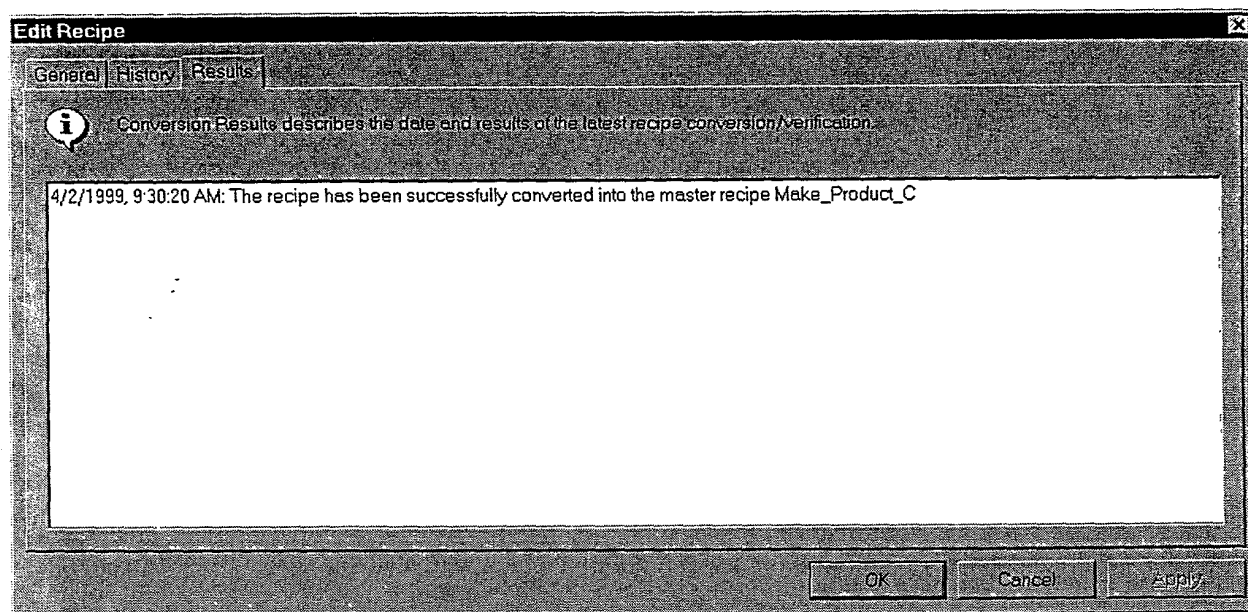 Edit Recipe
General History Results
Conversion Results describes the date and results of the latest recipe conversion/verification.
4/2/1999, 9:30:20 AM: The recipe has been successfully converted into the master recipe Make_Product_C
OK Cancel Apply